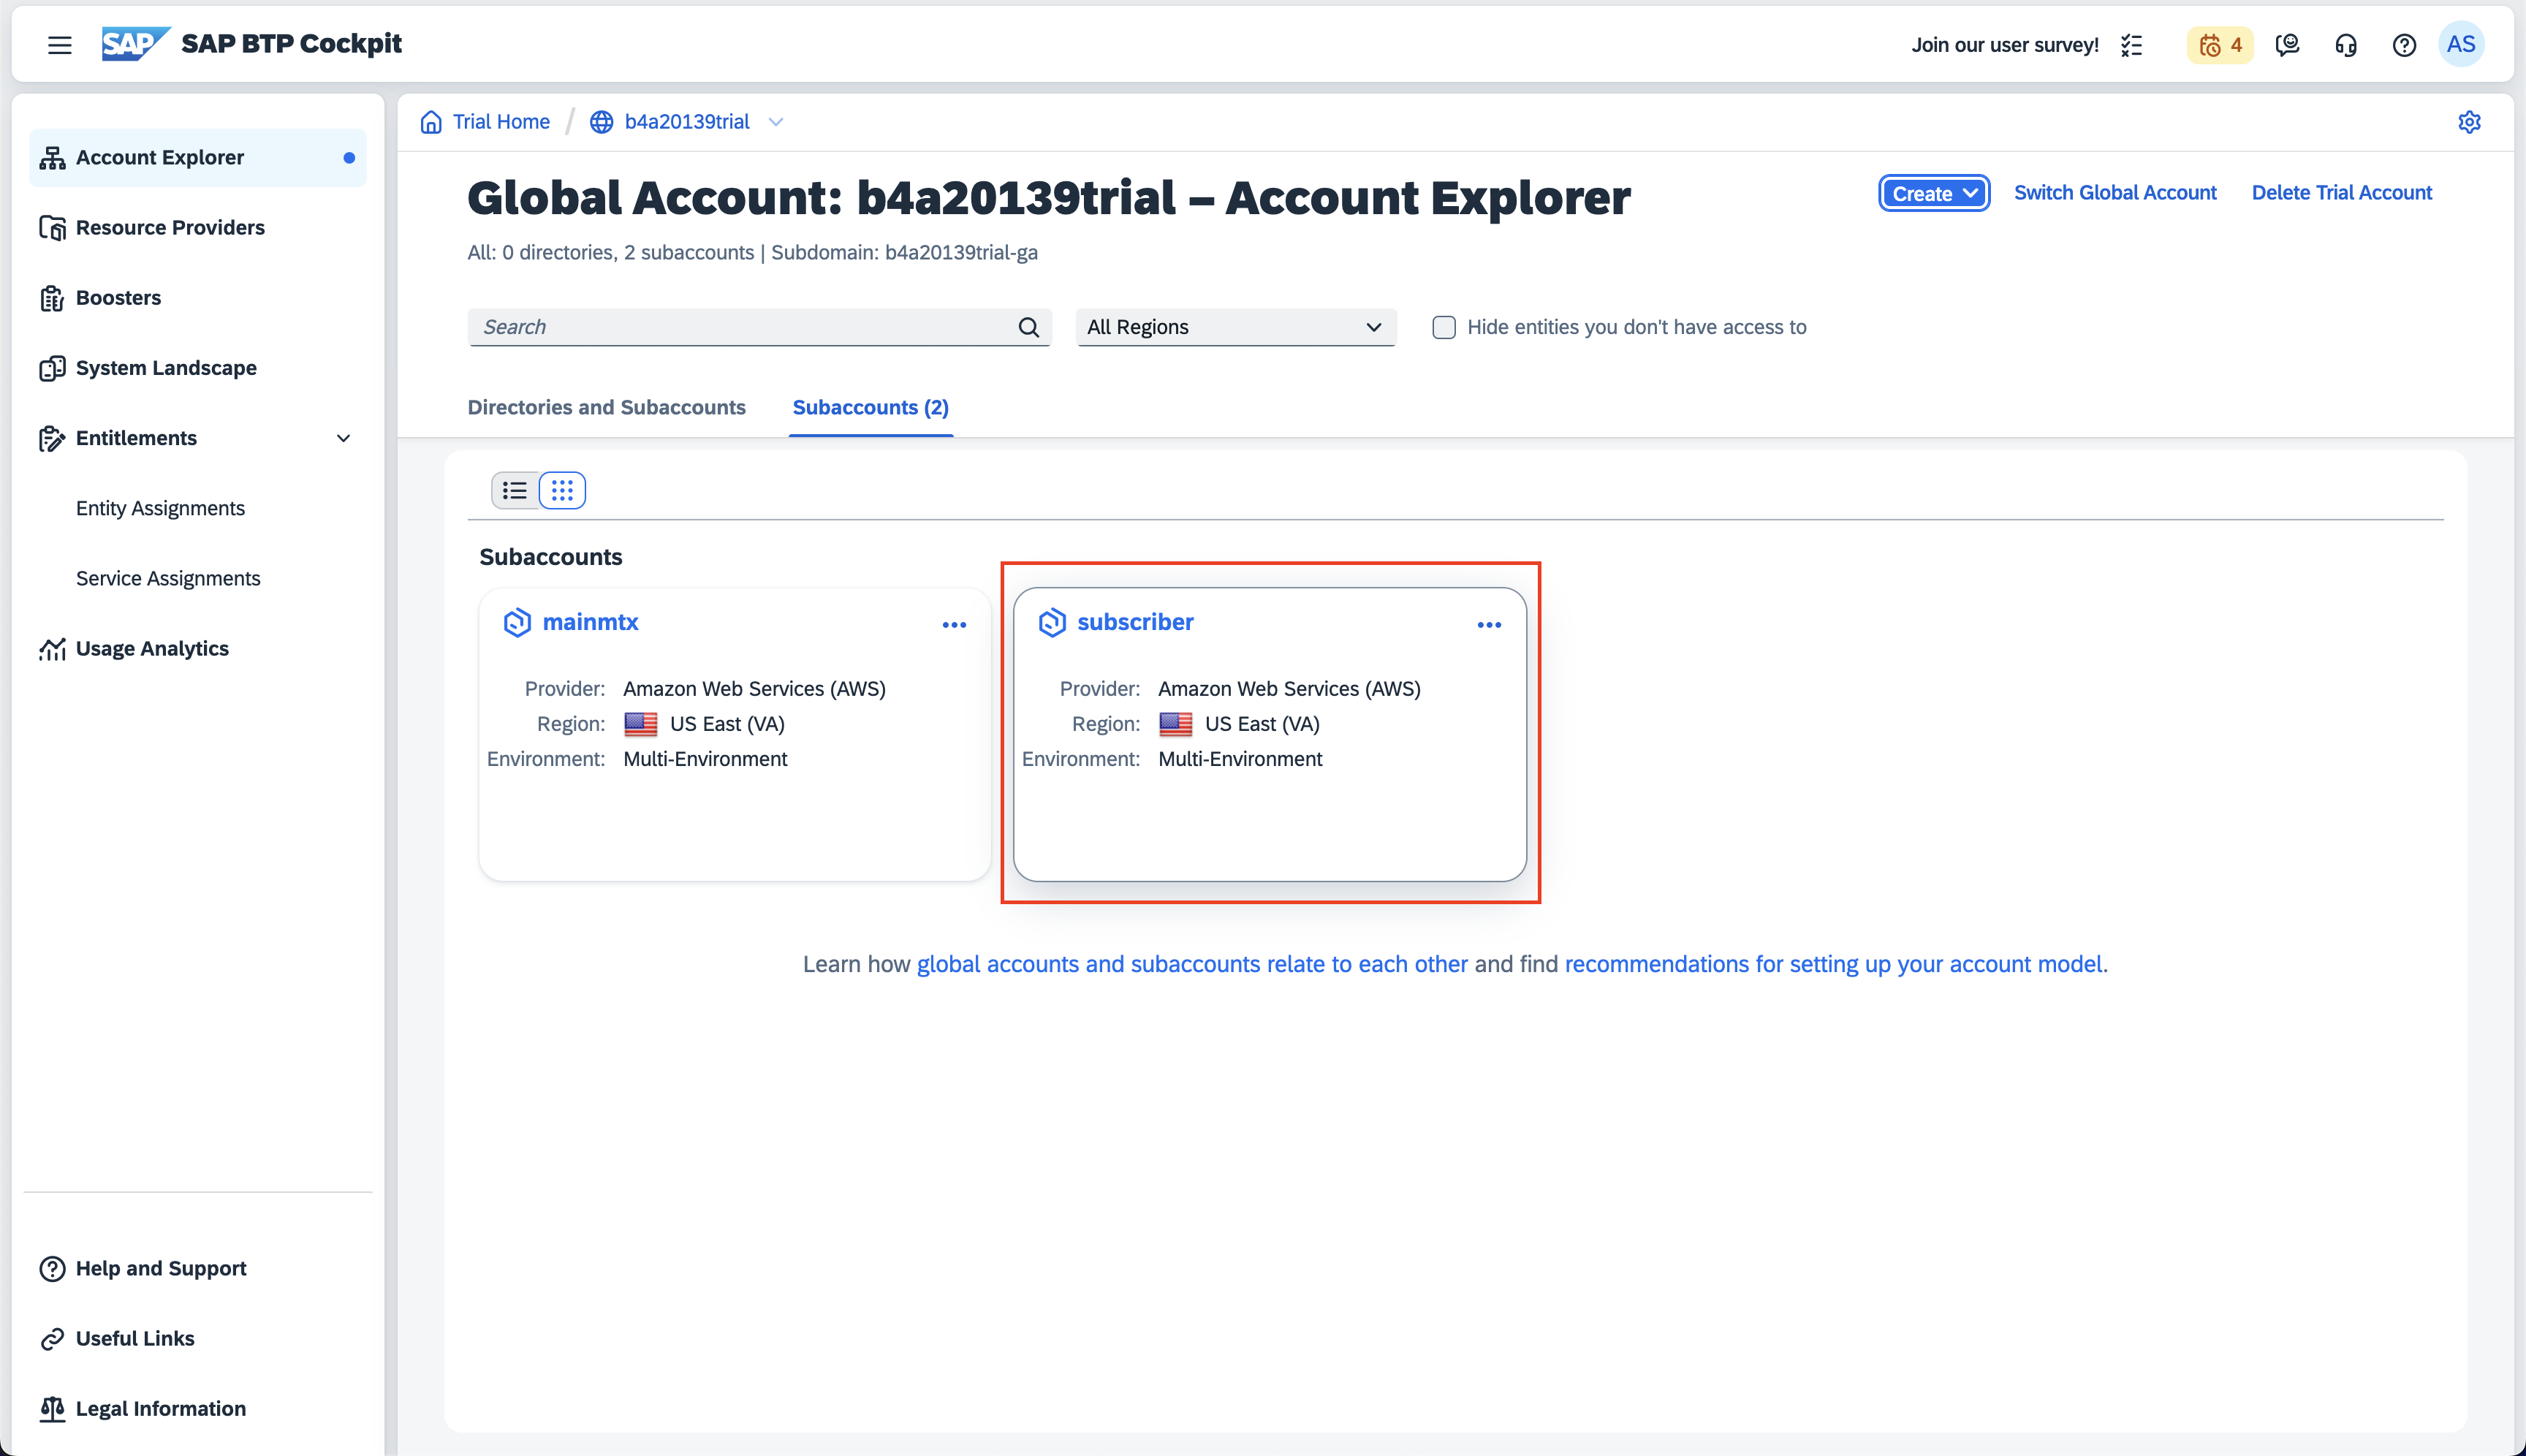 SAP SAP BTP Cockpit
Join our user survey!
4
AS
Account Explorer
Resource Providers
Boosters
System Landscape
Entitlements
Entity Assignments
Service Assignments
Usage Analytics
Help and Support
Useful Links
Legal Information
Trial Home / b4a20139trial
Global Account: b4a20139trial – Account Explorer
Create
Switch Global Account
Delete Trial Account
All: 0 directories, 2 subaccounts | Subdomain: b4a20139trial-ga
Search
All Regions
Hide entities you don't have access to
Directories and Subaccounts
Subaccounts (2)
Subaccounts
mainmtx
Provider: Amazon Web Services (AWS)
Region: US East (VA)
Environment: Multi-Environment
subscriber
Provider: Amazon Web Services (AWS)
Region: US East (VA)
Environment: Multi-Environment
Learn how global accounts and subaccounts relate to each other and find recommendations for setting up your account model.